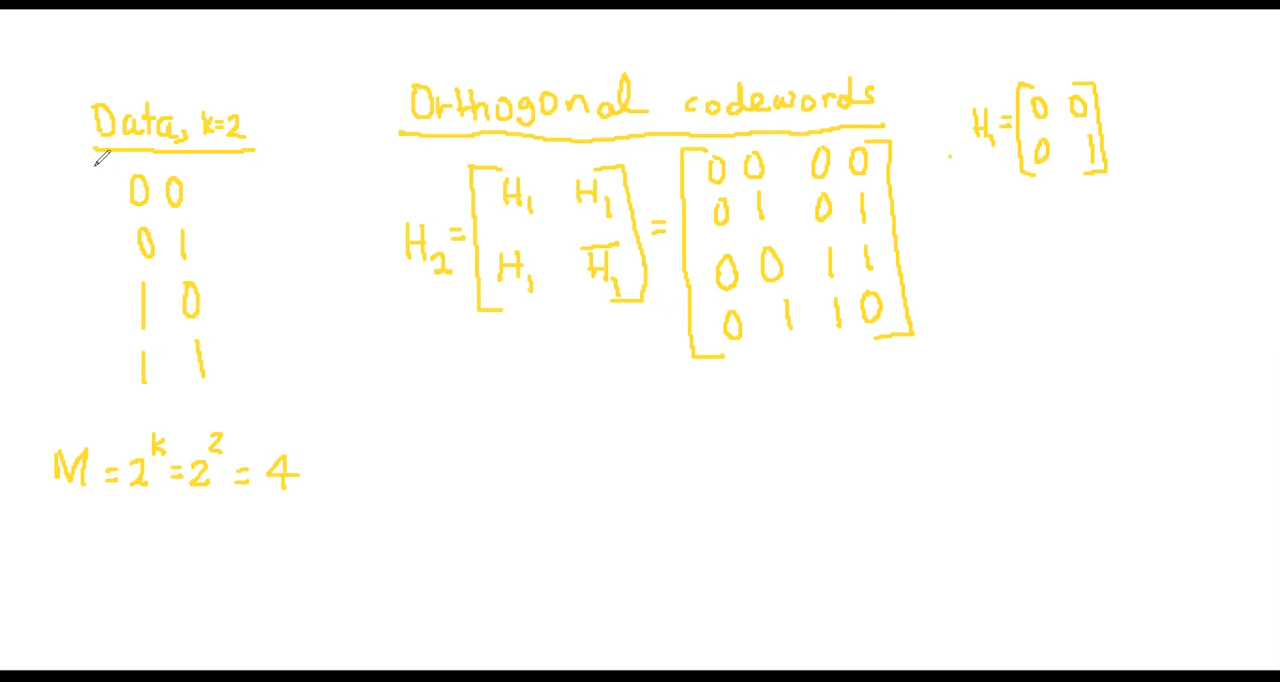 Data, k=2
0 0
0 1
1 0
1 1
M = 2^k = 2^2 = 4
Orthogonal codewords
H₂ = [ H₁ H₁ ; H₁ H̅₁ ] = [ 0 0 0 0
0 1 0 1
0 0 1 1
0 1 1 0 ]
H₁ = [ 0 0
0 1 ]